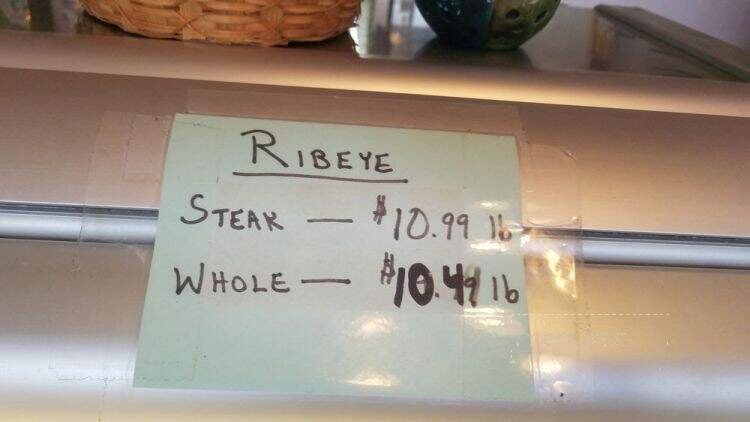 RIBEYE
STEAK — $10.99 lb
WHOLE — $10.49 lb